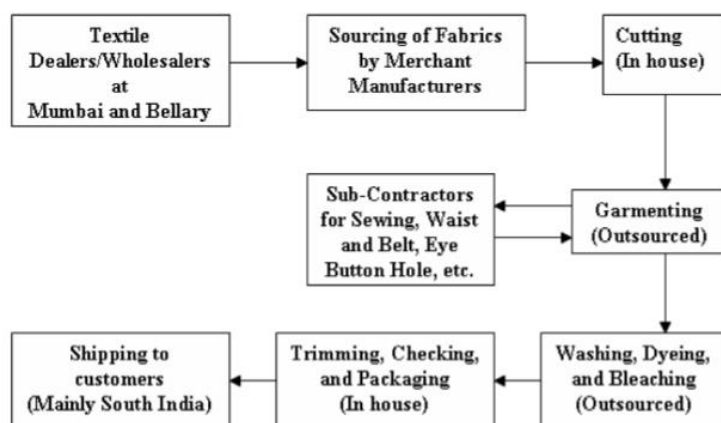 Textile
Dealers/Wholesalers
at
Mumbai and Bellary
Sourcing of Fabrics
by Merchant
Manufacturers
Cutting
(In house)
Garmenting
(Outsourced)
Sub-Contractors
for Sewing, Waist
and Belt, Eye
Button Hole, etc.
Washing, Dyeing,
and Bleaching
(Outsourced)
Trimming, Checking,
and Packaging
(In house)
Shipping to
customers
(Mainly South India)